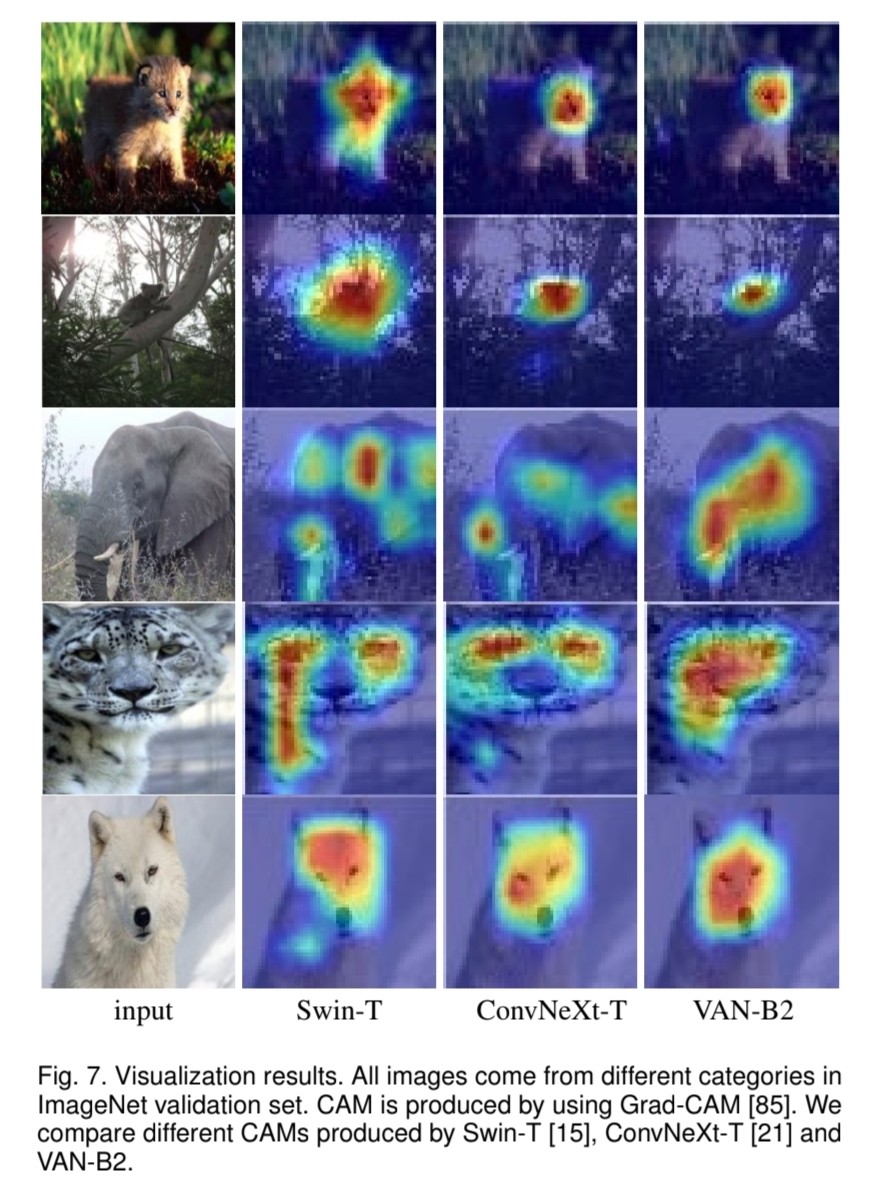 input Swin-T ConvNeXt-T VAN-B2
Fig. 7. Visualization results. All images come from different categories in
ImageNet validation set. CAM is produced by using Grad-CAM [85]. We
compare different CAMs produced by Swin-T [15], ConvNeXt-T [21] and
VAN-B2.